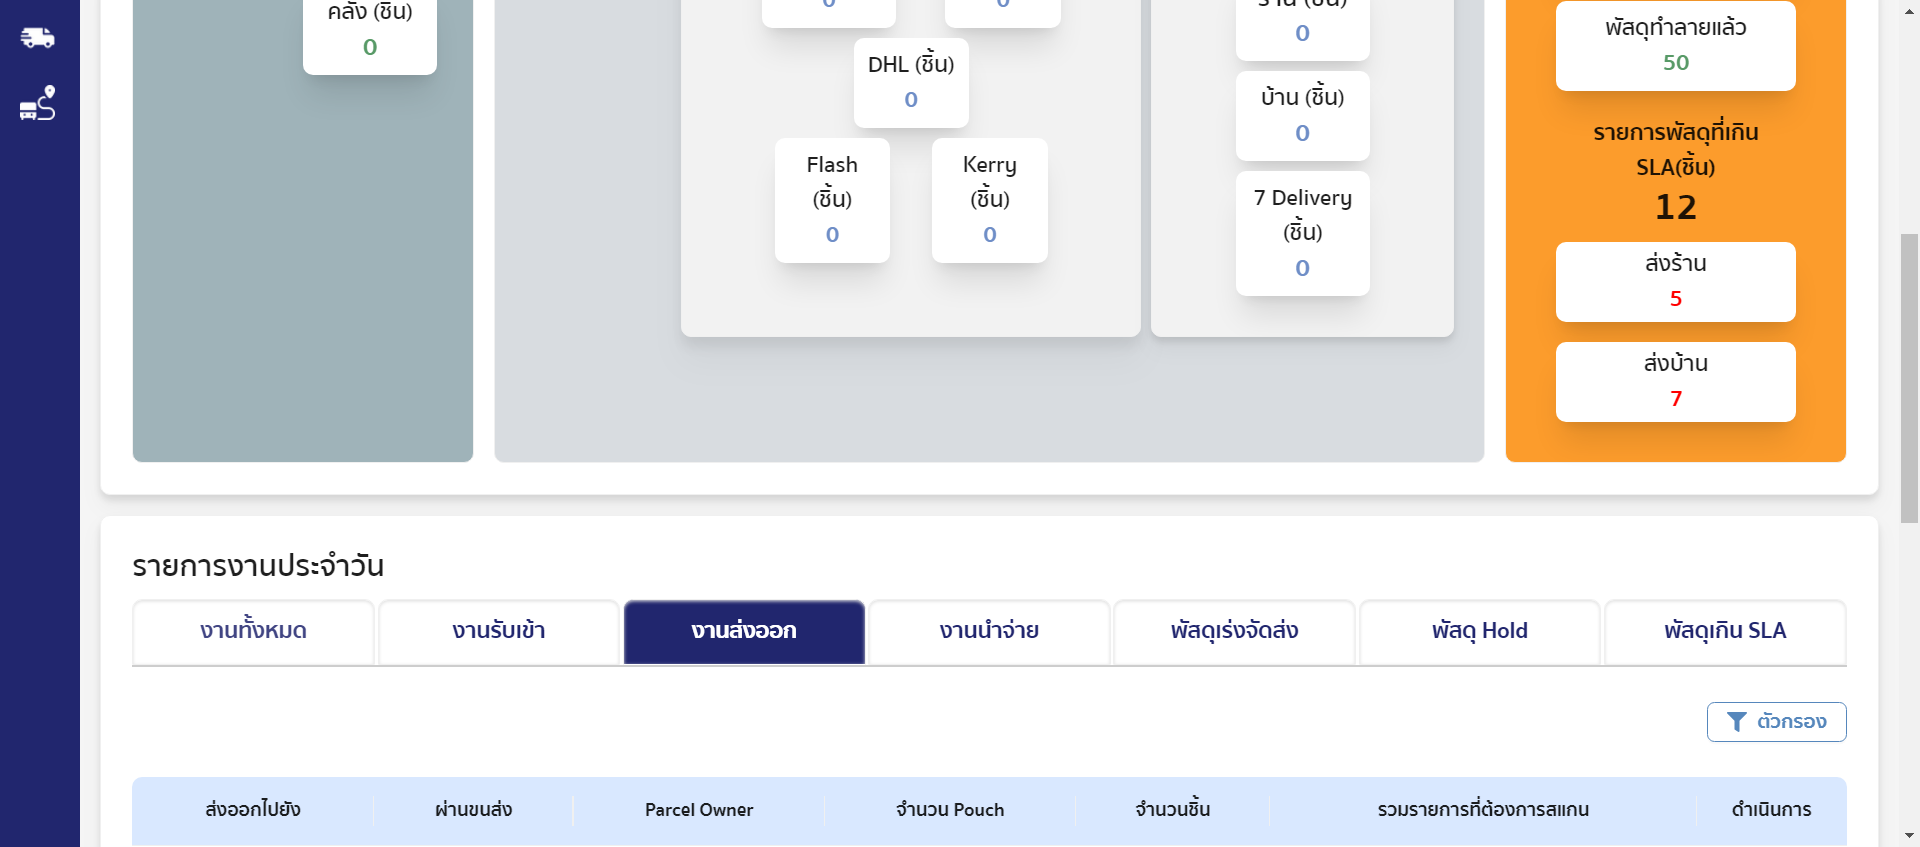 คลัง (ชิ้น)
0
0
0
DHL (ชิ้น)
0
Flash
(ชิ้น)
0
Kerry
(ชิ้น)
0
ร้าน (ชิ้น)
0
บ้าน (ชิ้น)
0
7 Delivery
(ชิ้น)
0
พัสดุทำลายแล้ว
50
รายการพัสดุที่เกิน
SLA(ชิ้น)
12
ส่งร้าน
5
ส่งบ้าน
7
รายการงานประจำวัน
งานทั้งหมด
งานรับเข้า
งานส่งออก
งานนำจ่าย
พัสดุเร่งจัดส่ง
พัสดุ Hold
พัสดุเกิน SLA
ตัวกรอง
ส่งออกไปยัง
ผ่านขนส่ง
Parcel Owner
จำนวน Pouch
จำนวนชิ้น
รวมรายการที่ต้องการสแกน
ดำเนินการ